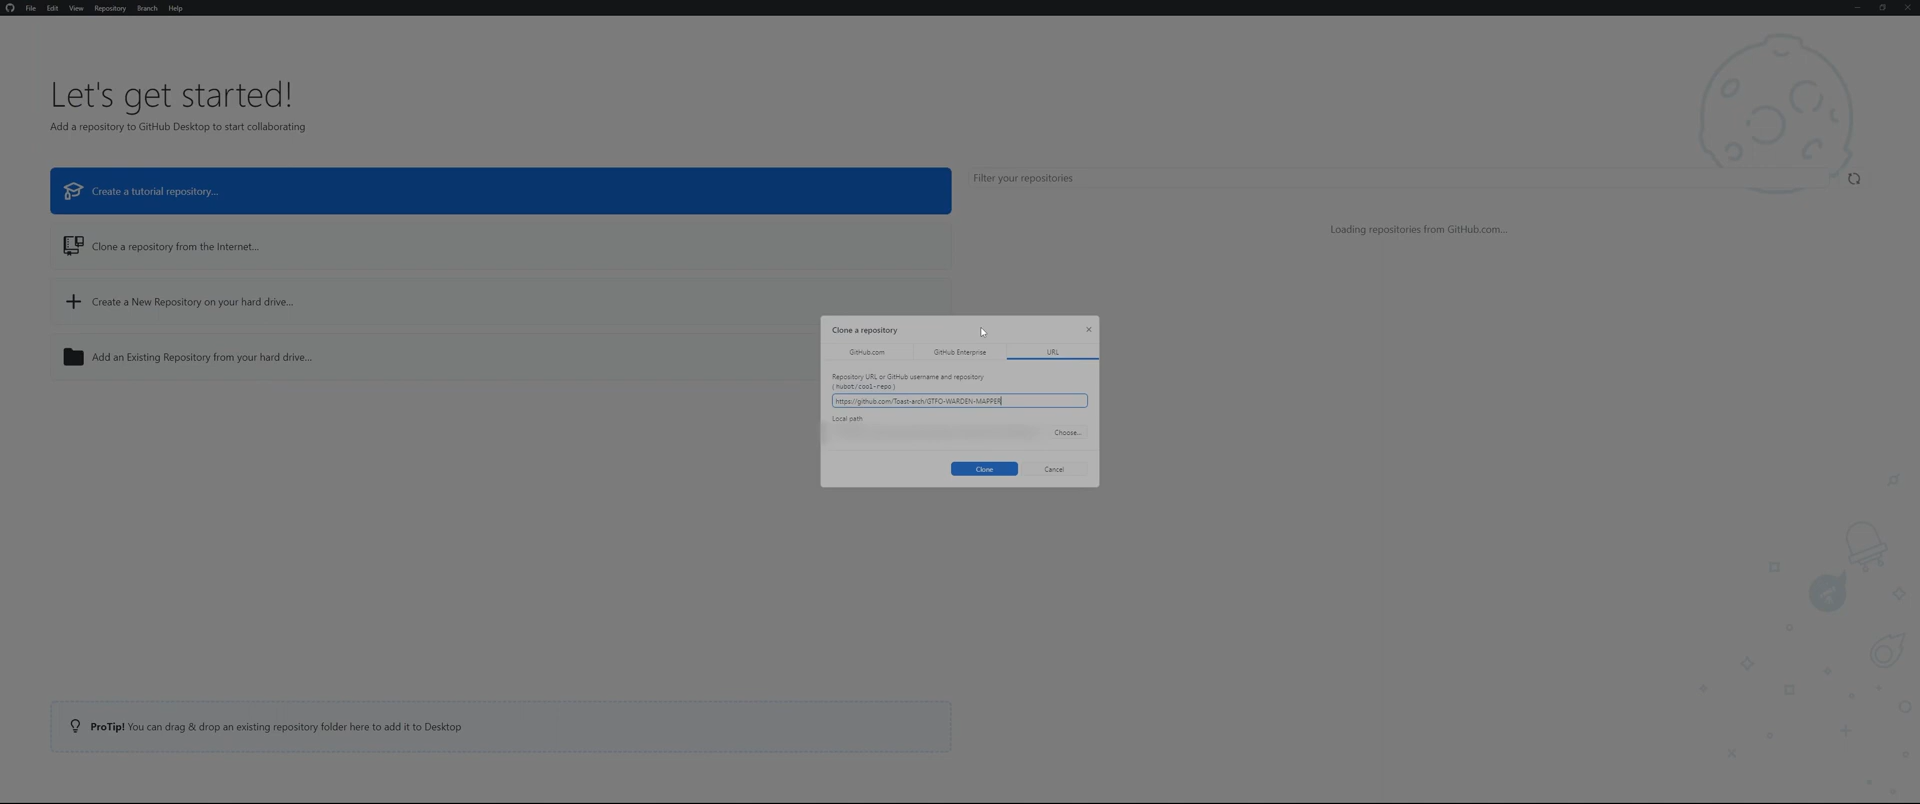 File Edit View Repository Branch Help
Let's get started!
Add a repository to GitHub Desktop to start collaborating
Create a tutorial repository...
Clone a repository from the Internet...
Create a New Repository on your hard drive...
Add an Existing Repository from your hard drive...
ProTip! You can drag & drop an existing repository folder here to add it to Desktop
Filter your repositories
Loading repositories from GitHub.com...
Clone a repository
GitHub.com GitHub Enterprise URL
Repository URL or GitHub username and repository
(hubot/cool-repo)
https://github.com/Toast-arch/GTFO-WARDEN-MAPPER
Local path
Choose...
Clone Cancel